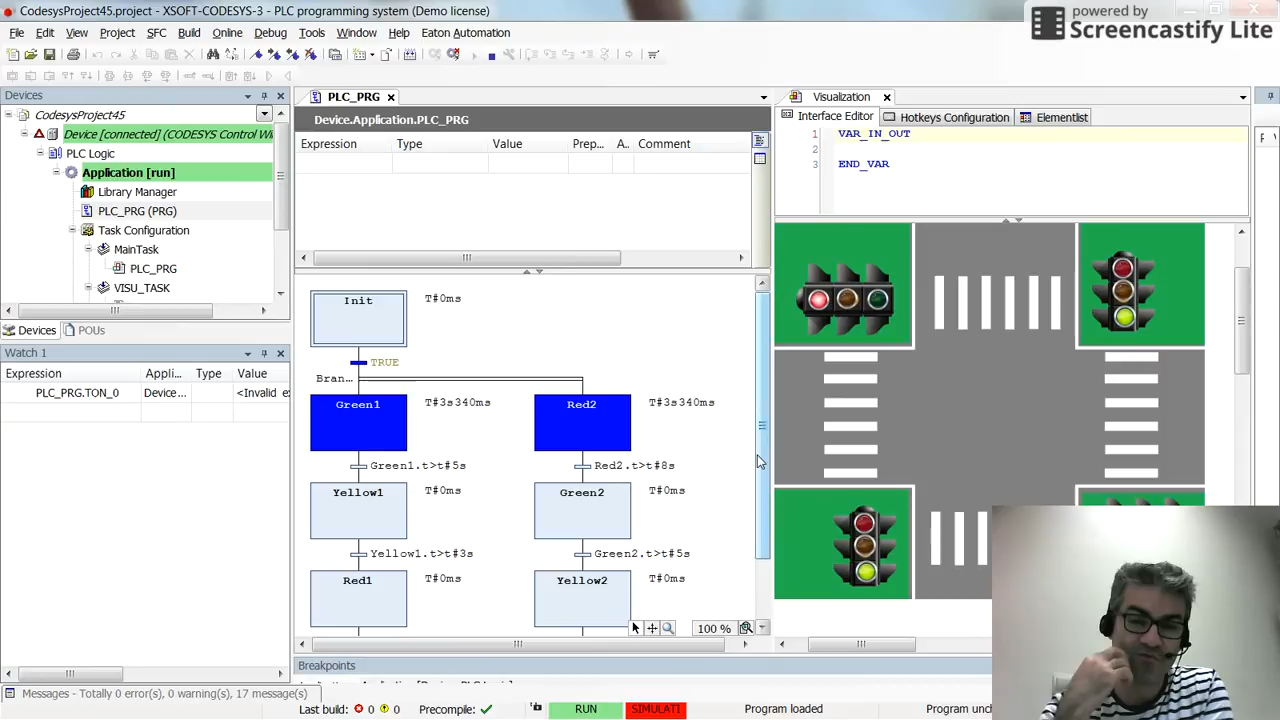 CodesysProject45.project - XSOFT-CODESYS-3 - PLC programming system (Demo license)
powered by
Screencastify Lite
File Edit View Project SFC Build Online Debug Tools Window Help Eaton Automation
Devices
CodesysProject45
Device [connected] (CODESYS Control Wi
PLC Logic
Application [run]
Library Manager
PLC_PRG (PRG)
Task Configuration
MainTask
PLC_PRG
VISU_TASK
Devices POUs
Watch 1
Expression Appli... Type Value
PLC_PRG.TON_0 Device... <Invalid ex
PLC_PRG
Device.Application.PLC_PRG
Expression Type Value Prep... A.. Comment
Init T#0ms
TRUE
Bran...
Green1 T#3s340ms Red2 T#3s340ms
Green1.t>t#5s Red2.t>t#8s
Yellow1 T#0ms Green2 T#0ms
Yellow1.t>t#3s Green2.t>t#5s
Red1 T#0ms Yellow2 T#0ms
100 %
Breakpoints
Visualization
Interface Editor Hotkeys Configuration Elementlist
1 VAR_IN_OUT
2
3 END_VAR
Messages - Totally 0 error(s), 0 warning(s), 17 message(s)
Last build: 0 0 Precompile: RUN SIMULATI Program loaded Program unch